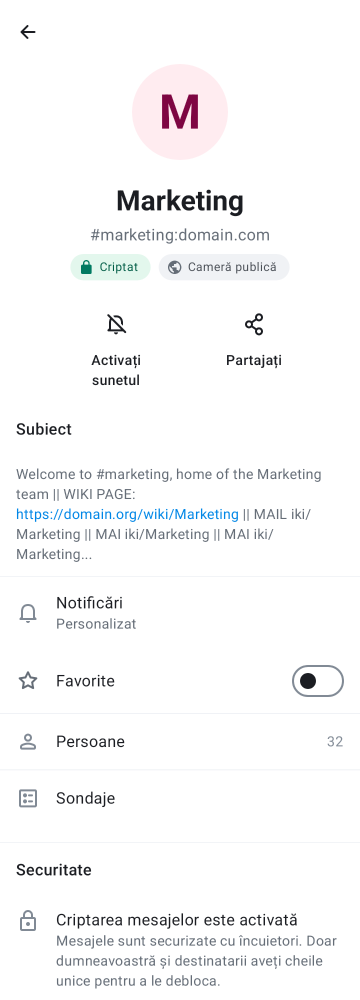 M
Marketing
#marketing:domain.com
Criptat
Cameră publică
Activați
sunetul
Partajați
Subiect
Welcome to #marketing, home of the Marketing
team || WIKI PAGE:
https://domain.org/wiki/Marketing || MAIL iki/
Marketing || MAI iki/Marketing || MAI iki/
Marketing...
Notificări
Personalizat
Favorite
Persoane 32
Sondaje
Securitate
Criptarea mesajelor este activată
Mesajele sunt securizate cu încuietori. Doar
dumneavoastră și destinatarii aveți cheile
unice pentru a le debloca.